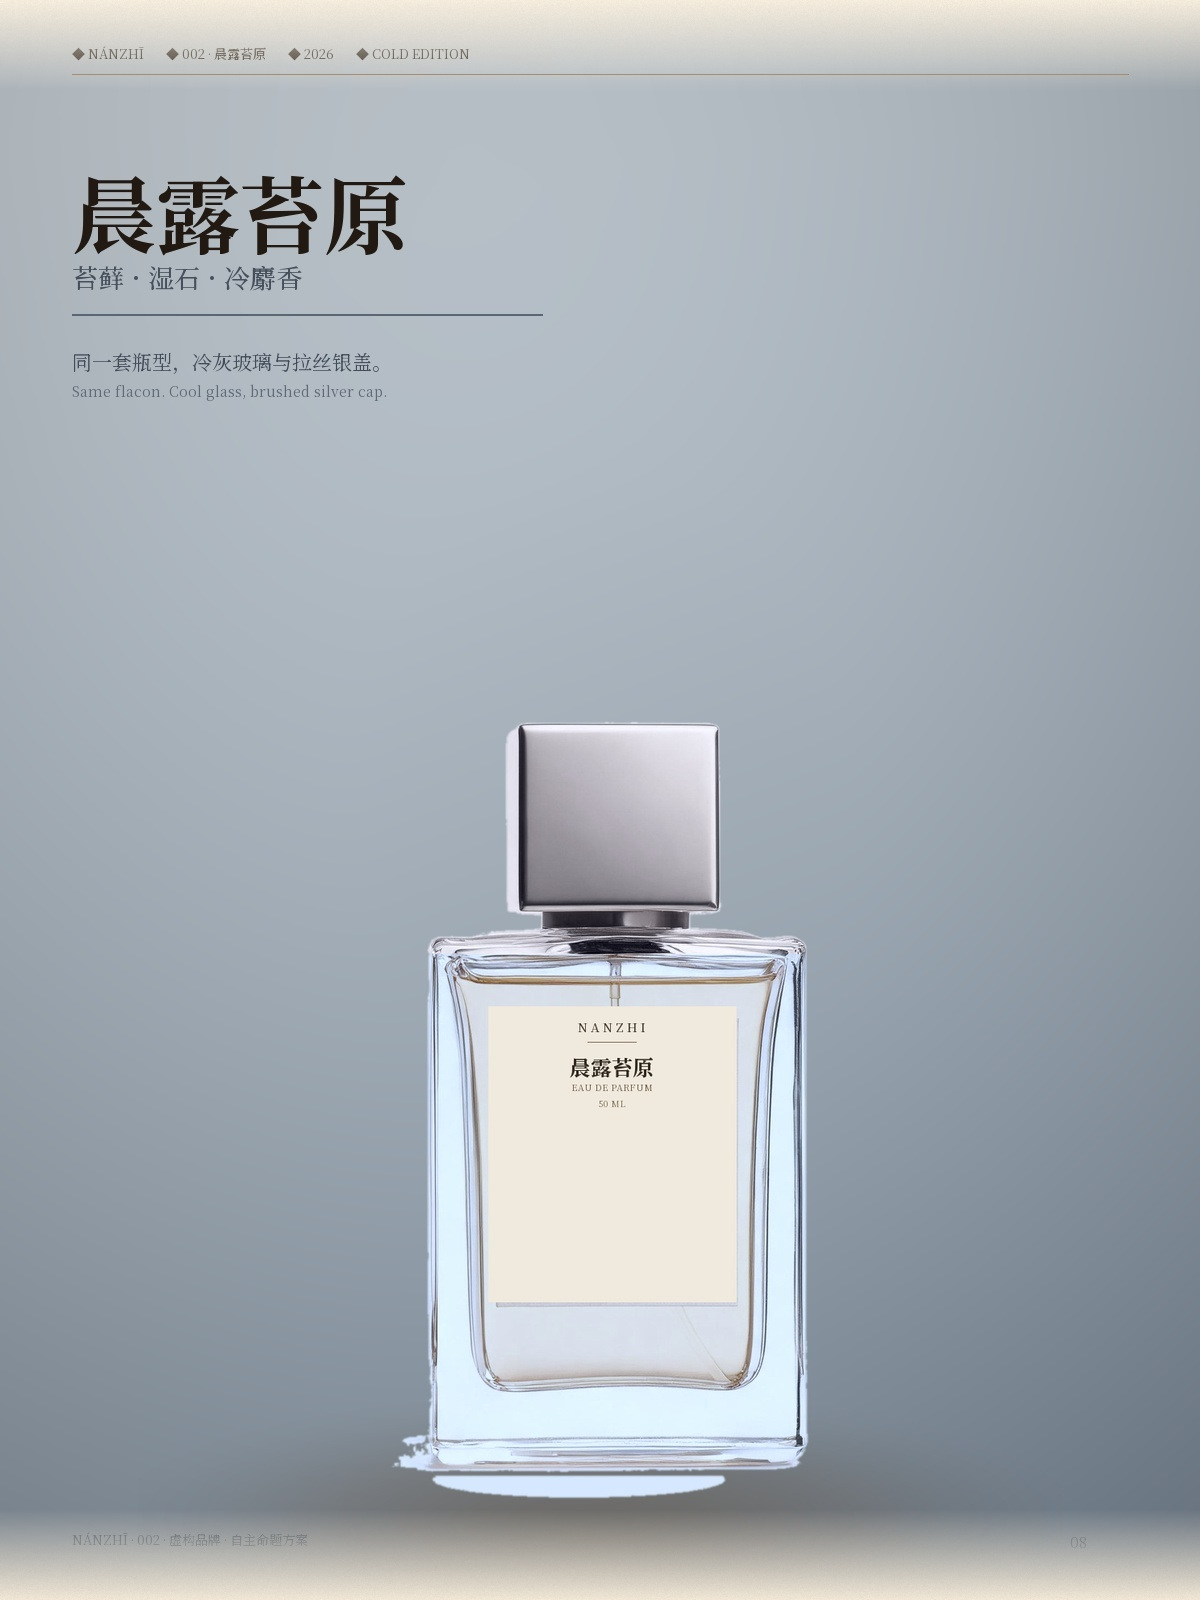 ◆ NÁNZHĪ ◆ 002 · 晨露苔原 ◆ 2026 ◆ COLD EDITION
晨露苔原
苔藓 · 湿石 · 冷麝香
同一套瓶型，冷灰玻璃与拉丝银盖。
Same flacon. Cool glass, brushed silver cap.
NANZHI
晨露苔原
EAU DE PARFUM
50 ML
NÁNZHĪ · 002 · 虚构品牌 · 自主命题方案
08